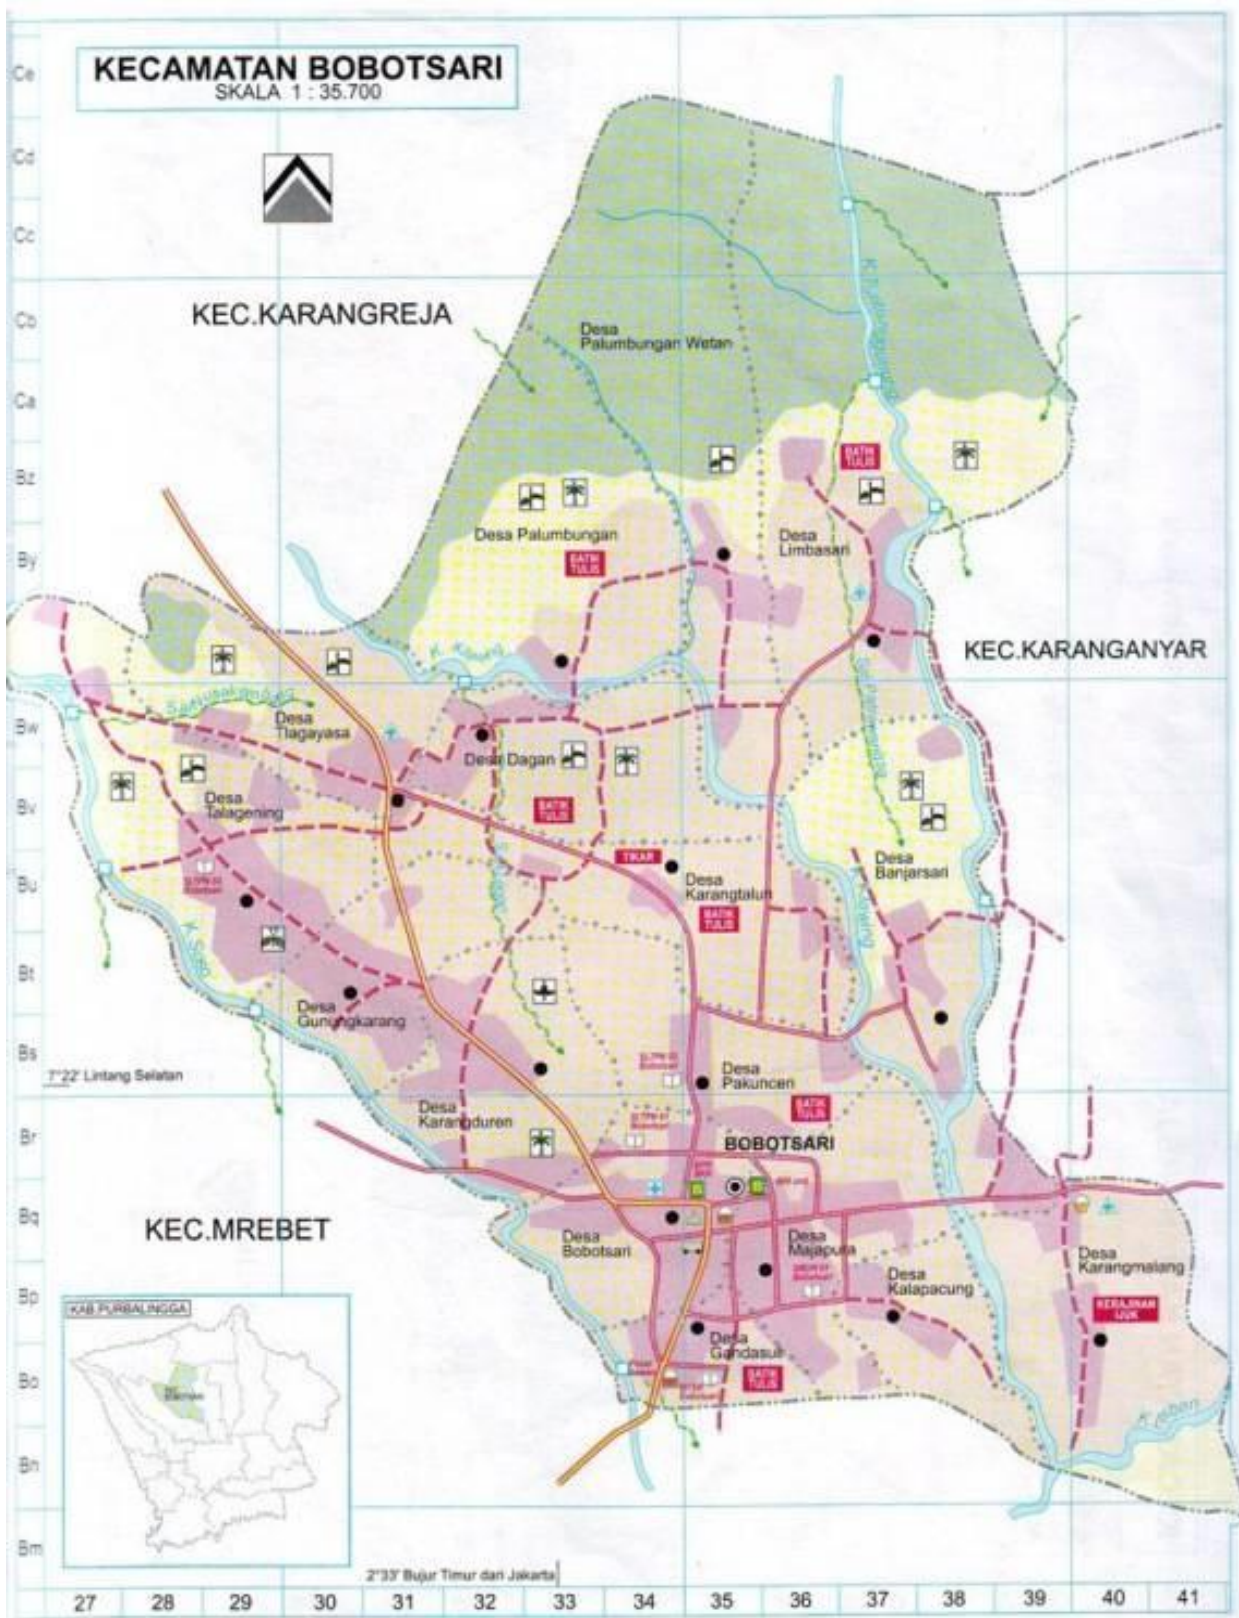 KECAMATAN BOBOTSARI
SKALA 1 : 35.700
Ce
Cd
Cc
Cb
Ca
Bz
By
Bw
Bv
Bu
Bt
Bs
Br
Bq
Bp
Bo
Bn
Bm
KEC.KARANGREJA
Desa
Palumbungan Wetan
BATIK
TULIS
Desa Palumbungan
Desa
Limbasari
BATIK
TULIS
KEC.KARANGANYAR
Desa
Tlagayasa
Desa Dagan
Desa
Talagening
BATIK
TULIS
TIKAR
Desa
Karangtalun
BATIK
TULIS
Desa
Banjarsari
K. Soso
Desa
Gunungkarang
7°22' Lintang Selatan
Desa
Pakuncen
Desa
Karangduren
BATIK
TULIS
BOBOTSARI
KEC.MREBET
Desa
Bobotsari
Desa
Majapura
Desa
Kalapacung
Desa
Karangmalang
KERAJINAN
IJUK
Desa
Gandasuli
BATIK
TULIS
KAB.PURBALINGGA
2°33' Bujur Timur dari Jakarta
27 28 29 30 31 32 33 34 35 36 37 38 39 40 41